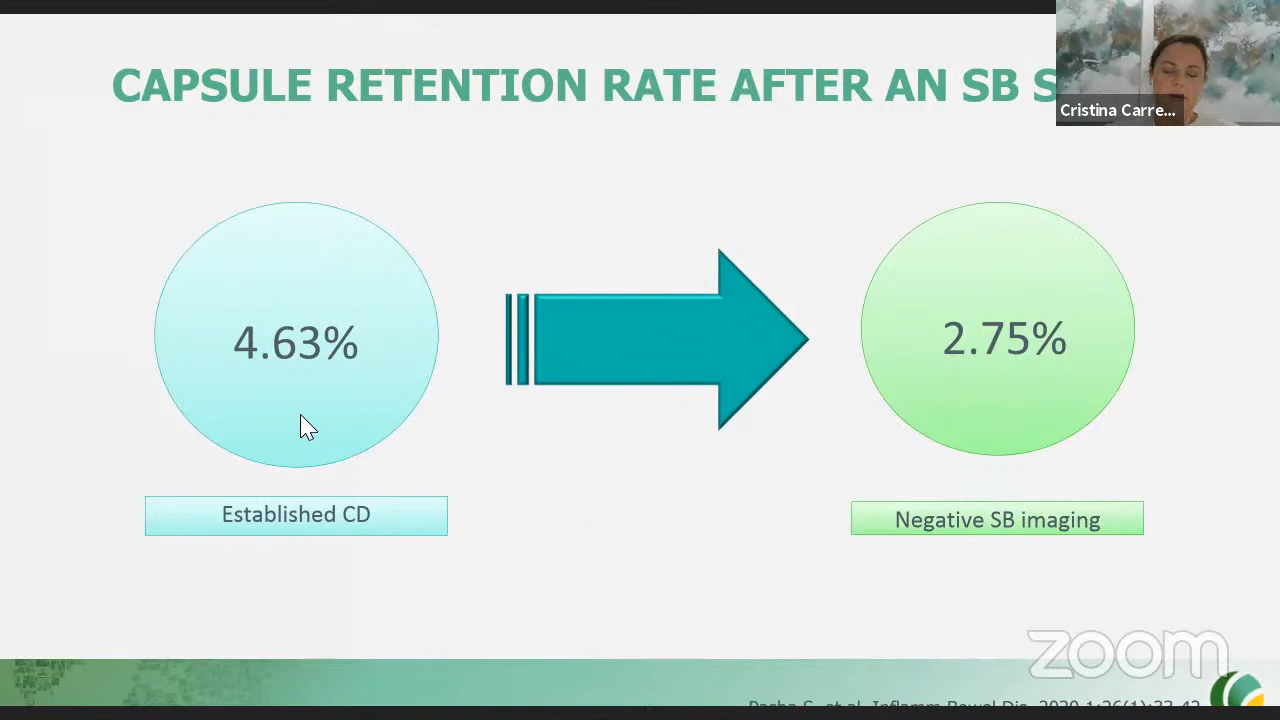 CAPSULE RETENTION RATE AFTER AN SB S
Cristina Carre...
4.63%
2.75%
Established CD
Negative SB imaging
zoom